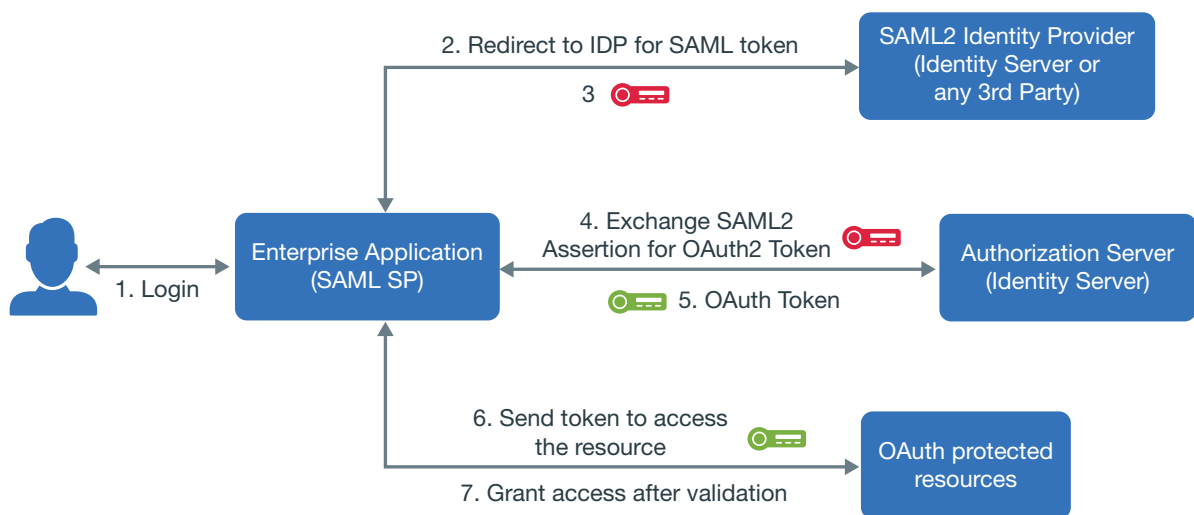 2. Redirect to IDP for SAML token
3
SAML2 Identity Provider
(Identity Server or
any 3rd Party)
1. Login
Enterprise Application
(SAML SP)
4. Exchange SAML2
Assertion for OAuth2 Token
5. OAuth Token
Authorization Server
(Identity Server)
6. Send token to access
the resource
7. Grant access after validation
OAuth protected
resources